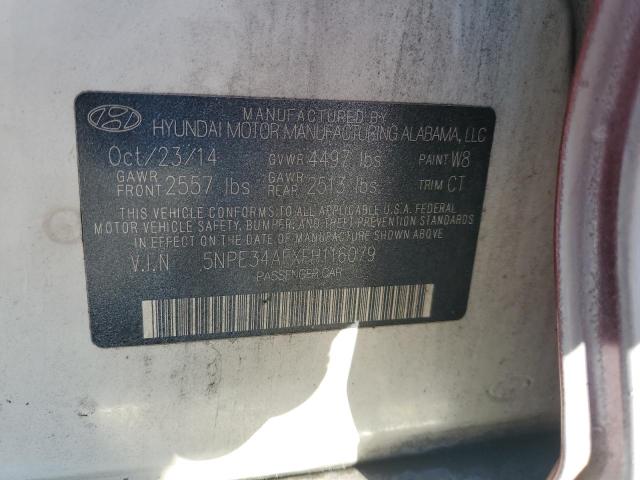 MANUFACTURED BY
HYUNDAI MOTOR MANUFACTURING ALABAMA, LLC
Oct/23/14 GVWR 4497 lbs PAINT W8
GAWR FRONT 2557 lbs GAWR REAR 2513 lbs TRIM CT
THIS VEHICLE CONFORMS TO ALL APPLICABLE U.S.A. FEDERAL
MOTOR VEHICLE SAFETY, BUMPER, AND THEFT PREVENTION
STANDARDS IN EFFECT ON THE DATE OF MANUFACTURE SHOWN ABOVE.
V.I.N 5NPE34AFXFH116079
PASSENGER CAR